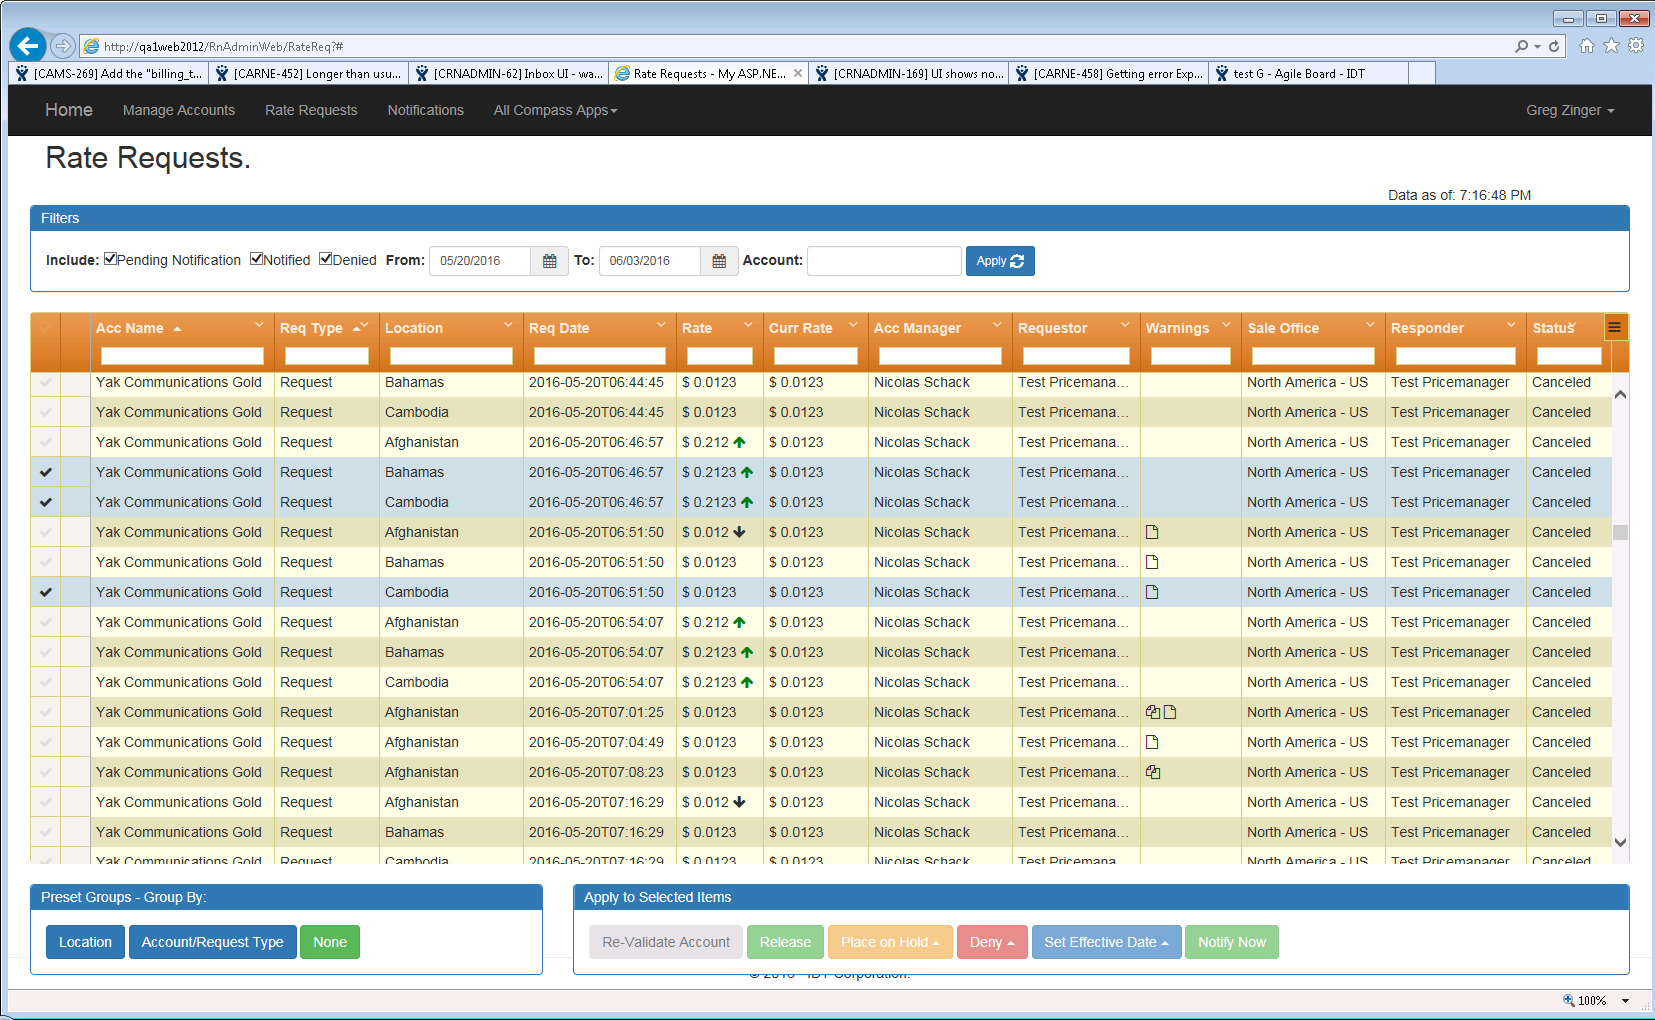 http://qa1web2012/RnAdminWeb/RateReq?#
[CAMS-269] Add the "billing_t... [CARNE-452] Longer than usu... [CRNADMIN-62] Inbox UI - wa... Rate Requests - My ASP.NE... [CRNADMIN-169] UI shows no... [CARNE-458] Getting error Exp... test G - Agile Board - IDT
Home Manage Accounts Rate Requests Notifications All Compass Apps Greg Zinger
Rate Requests.
Data as of: 7:16:48 PM
Filters
Include: Pending Notification Notified Denied From: 05/20/2016 To: 06/03/2016 Account: Apply
Acc Name Req Type Location Req Date Rate Curr Rate Acc Manager Requestor Warnings Sale Office Responder Status
Yak Communications Gold Request Bahamas 2016-05-20T06:44:45 $ 0.0123 $ 0.0123 Nicolas Schack Test Pricemana... North America - US Test Pricemanager Canceled
Yak Communications Gold Request Cambodia 2016-05-20T06:44:45 $ 0.0123 $ 0.0123 Nicolas Schack Test Pricemana... North America - US Test Pricemanager Canceled
Yak Communications Gold Request Afghanistan 2016-05-20T06:46:57 $ 0.212 $ 0.0123 Nicolas Schack Test Pricemana... North America - US Test Pricemanager Canceled
Yak Communications Gold Request Bahamas 2016-05-20T06:46:57 $ 0.2123 $ 0.0123 Nicolas Schack Test Pricemana... North America - US Test Pricemanager Canceled
Yak Communications Gold Request Cambodia 2016-05-20T06:46:57 $ 0.2123 $ 0.0123 Nicolas Schack Test Pricemana... North America - US Test Pricemanager Canceled
Yak Communications Gold Request Afghanistan 2016-05-20T06:51:50 $ 0.012 $ 0.0123 Nicolas Schack Test Pricemana... North America - US Test Pricemanager Canceled
Yak Communications Gold Request Bahamas 2016-05-20T06:51:50 $ 0.0123 $ 0.0123 Nicolas Schack Test Pricemana... North America - US Test Pricemanager Canceled
Yak Communications Gold Request Cambodia 2016-05-20T06:51:50 $ 0.0123 $ 0.0123 Nicolas Schack Test Pricemana... North America - US Test Pricemanager Canceled
Yak Communications Gold Request Afghanistan 2016-05-20T06:54:07 $ 0.212 $ 0.0123 Nicolas Schack Test Pricemana... North America - US Test Pricemanager Canceled
Yak Communications Gold Request Bahamas 2016-05-20T06:54:07 $ 0.2123 $ 0.0123 Nicolas Schack Test Pricemana... North America - US Test Pricemanager Canceled
Yak Communications Gold Request Cambodia 2016-05-20T06:54:07 $ 0.2123 $ 0.0123 Nicolas Schack Test Pricemana... North America - US Test Pricemanager Canceled
Yak Communications Gold Request Afghanistan 2016-05-20T07:01:25 $ 0.0123 $ 0.0123 Nicolas Schack Test Pricemana... North America - US Test Pricemanager Canceled
Yak Communications Gold Request Afghanistan 2016-05-20T07:04:49 $ 0.0123 $ 0.0123 Nicolas Schack Test Pricemana... North America - US Test Pricemanager Canceled
Yak Communications Gold Request Afghanistan 2016-05-20T07:08:23 $ 0.0123 $ 0.0123 Nicolas Schack Test Pricemana... North America - US Test Pricemanager Canceled
Yak Communications Gold Request Afghanistan 2016-05-20T07:16:29 $ 0.012 $ 0.0123 Nicolas Schack Test Pricemana... North America - US Test Pricemanager Canceled
Yak Communications Gold Request Bahamas 2016-05-20T07:16:29 $ 0.0123 $ 0.0123 Nicolas Schack Test Pricemana... North America - US Test Pricemanager Canceled
Yak Communications Gold Request Cambodia 2016-05-20T07:16:29 $ 0.0123 $ 0.0123 Nicolas Schack Test Pricemana North America - US Test Pricemanager Canceled
Preset Groups - Group By: Apply to Selected Items
Location Account/Request Type None Re-Validate Account Release Place on Hold Deny Set Effective Date Notify Now
© 2016 - IDT Corporation.
100%